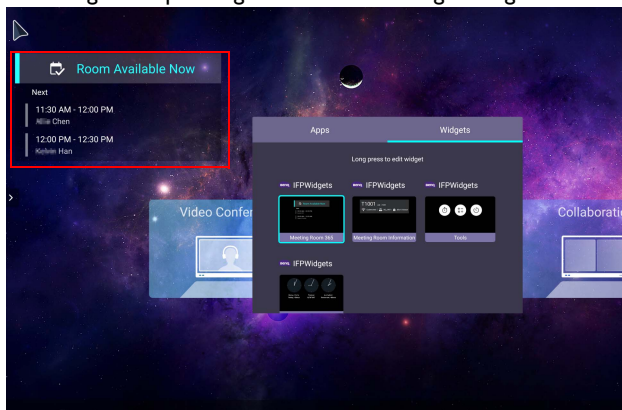 Room Available Now
Next
11:30 AM - 12:00 PM
Chen
12:00 PM - 12:30 PM
Han
Apps
Widgets
Long press to edit widget
IFPWidgets
IFPWidgets
IFPWidgets
Meeting Room 365
Meeting Room Information
Tools
IFPWidgets
T1001
Video Confer
Collaborati